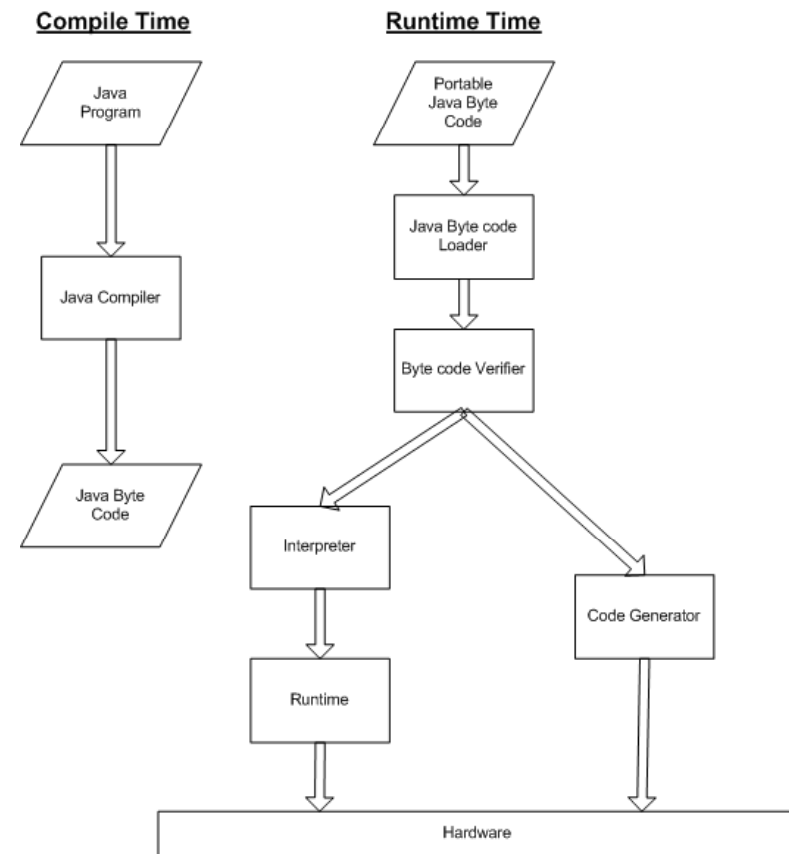 Compile Time
Java
Program
Java Compiler
Java Byte
Code
Runtime Time
Portable
Java Byte
Code
Java Byte code
Loader
Byte code Verifier
Interpreter
Runtime
Code Generator
Hardware